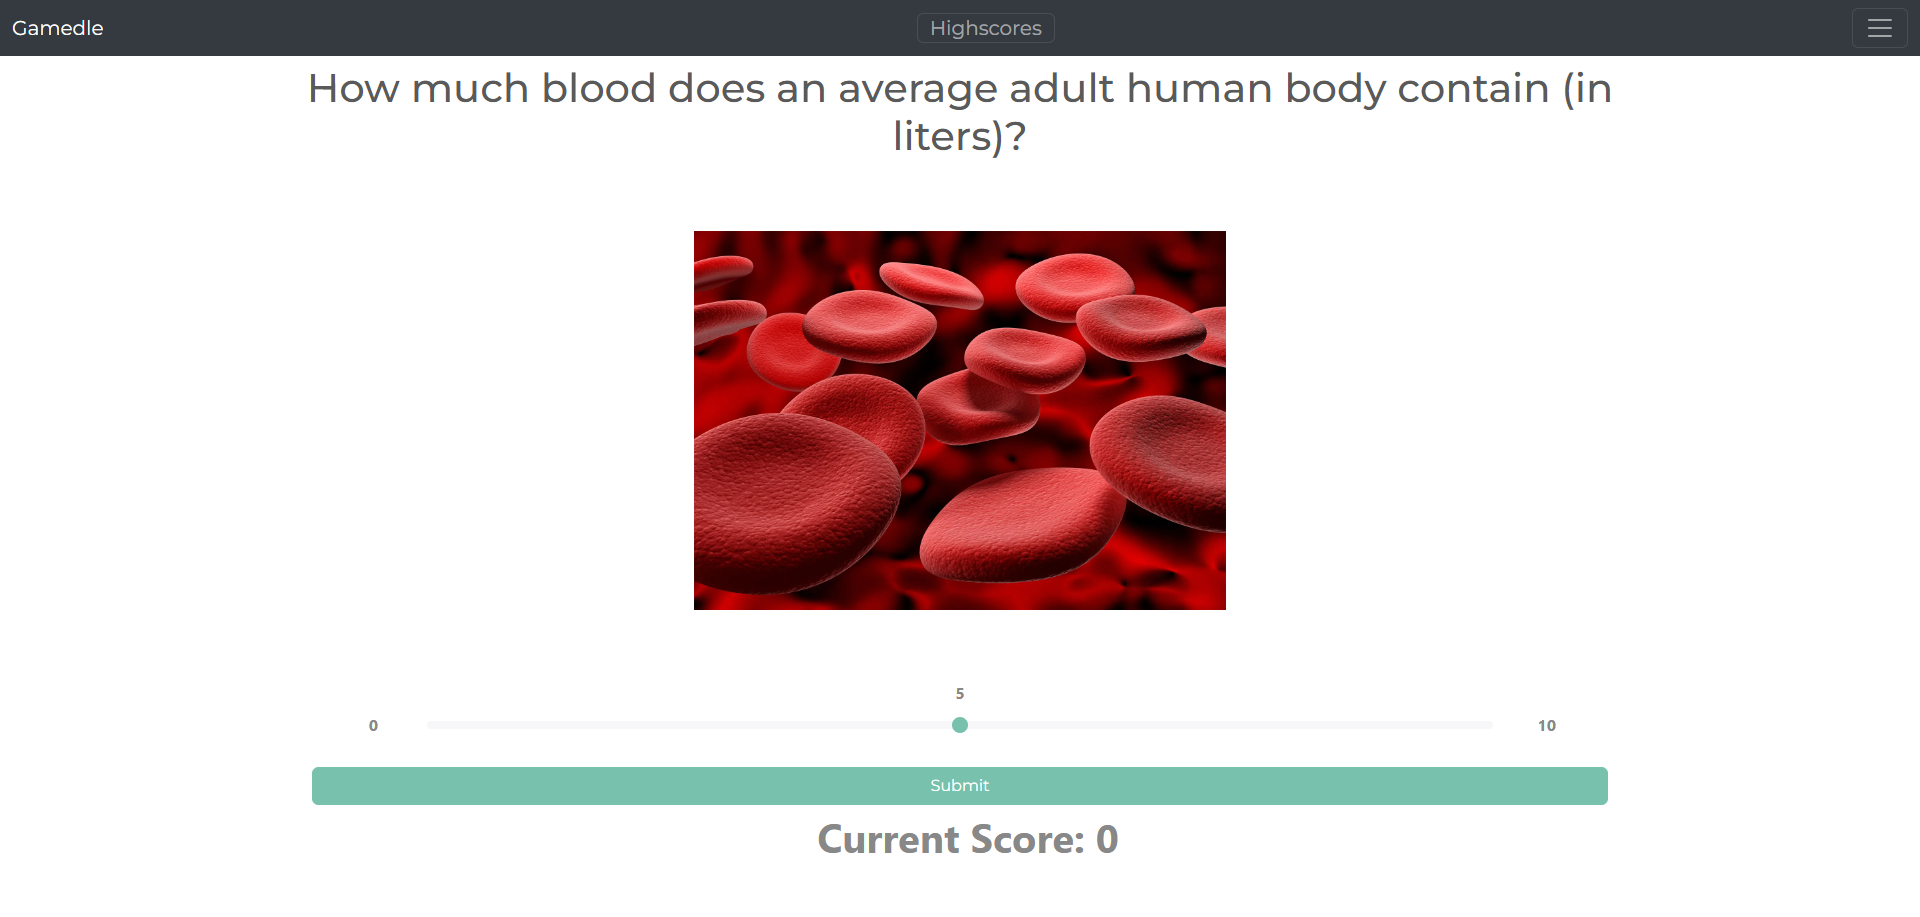 Gamedle
Highscores
How much blood does an average adult human body contain (in
liters)?
5
0
10
Submit
Current Score: 0